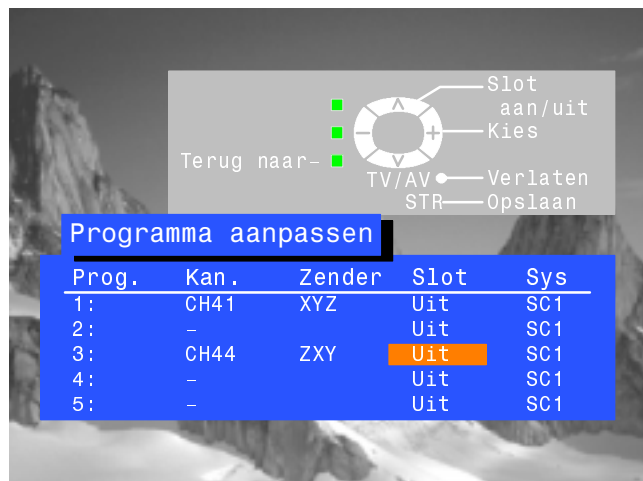 Slot
aan/uit
Kies
Terug naar–
TV/AV Verlaten
STR Opslaan
Programma aanpassen
Prog. Kan. Zender Slot Sys
1: CH41 XYZ Uit SC1
2: – Uit SC1
3: CH44 ZXY Uit SC1
4: – Uit SC1
5: – Uit SC1